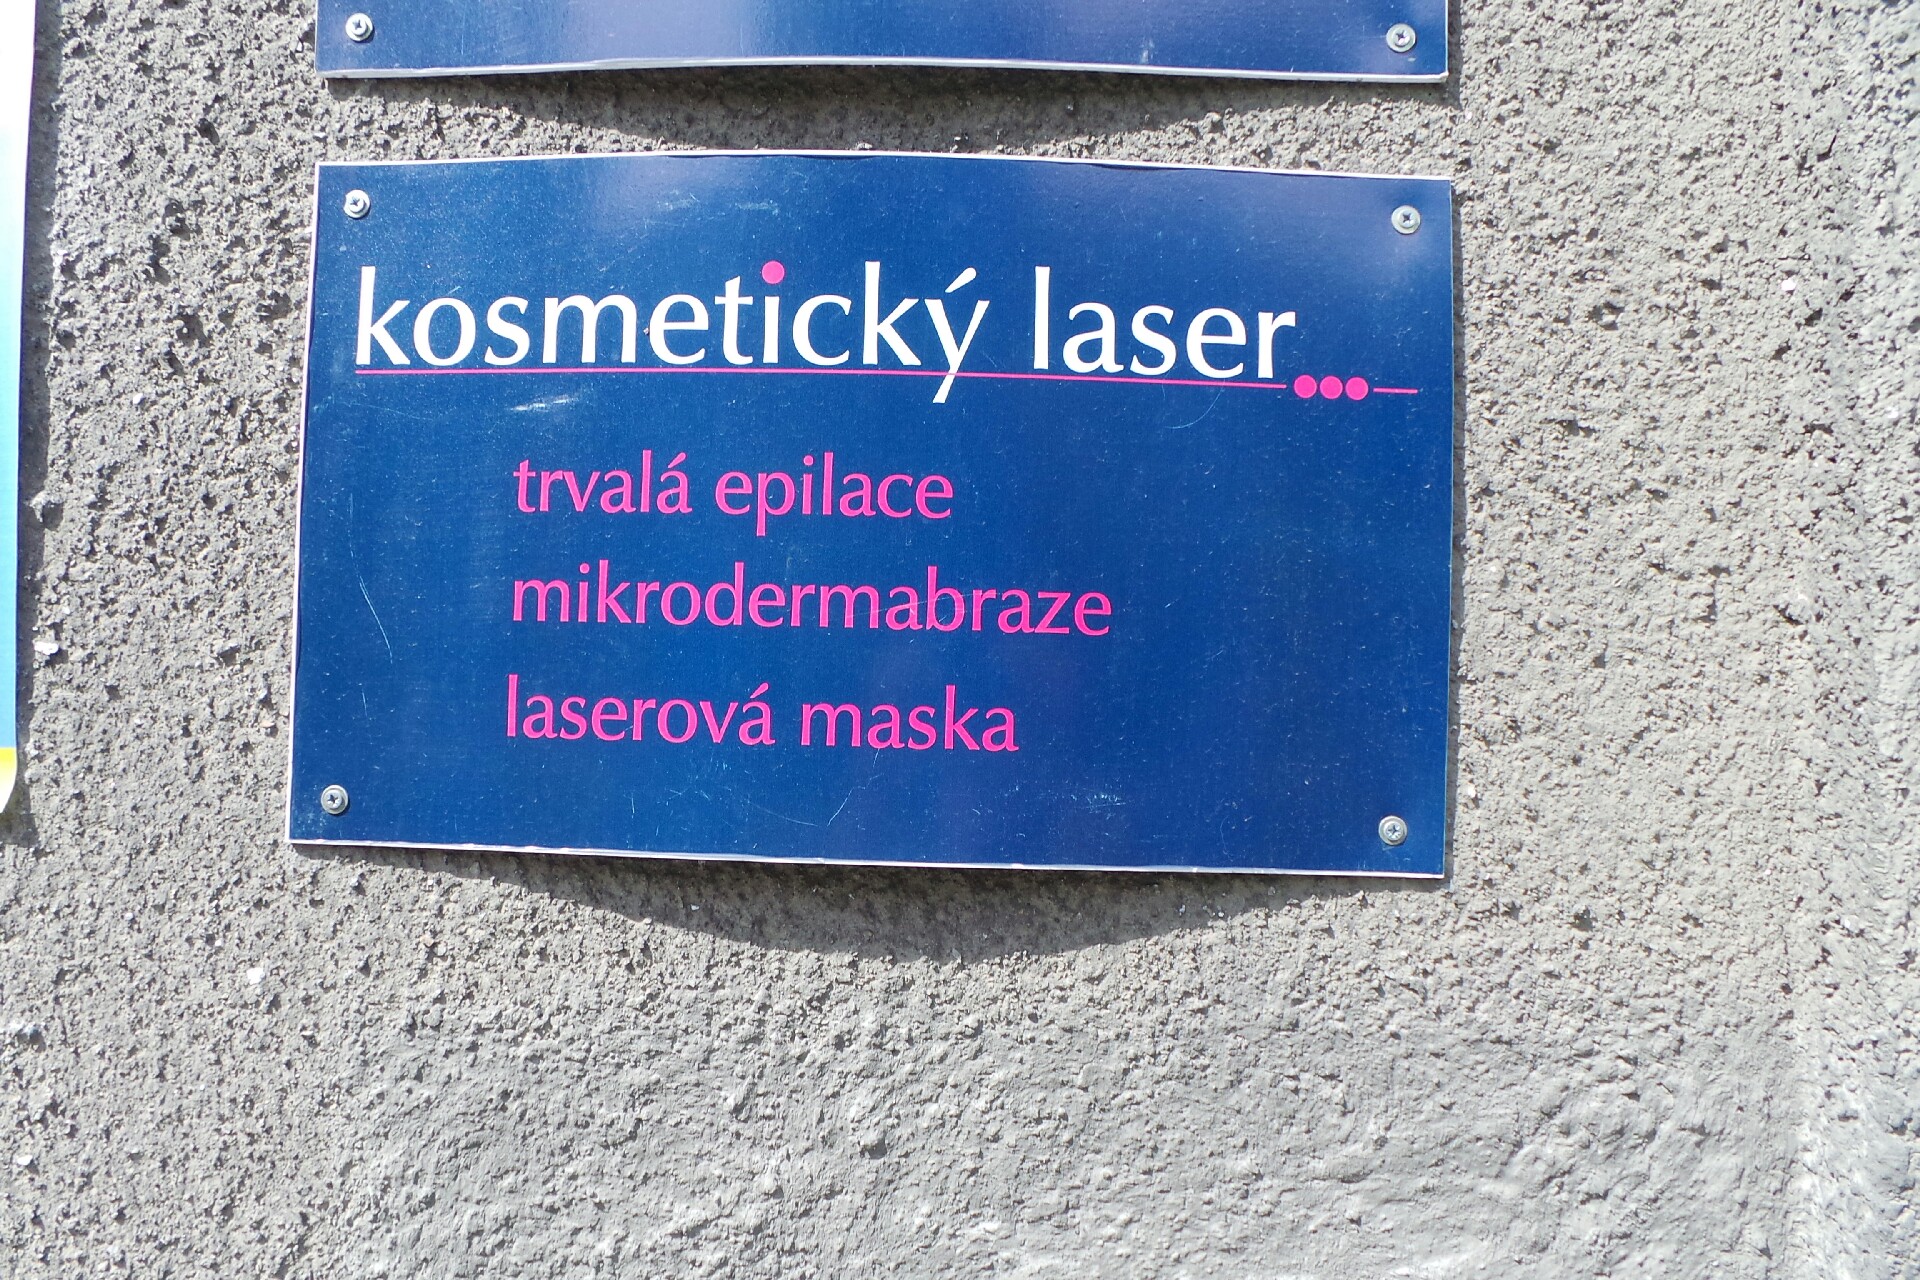 kosmetický laser...
trvalá epilace
mikrodermabraze
laserová maska